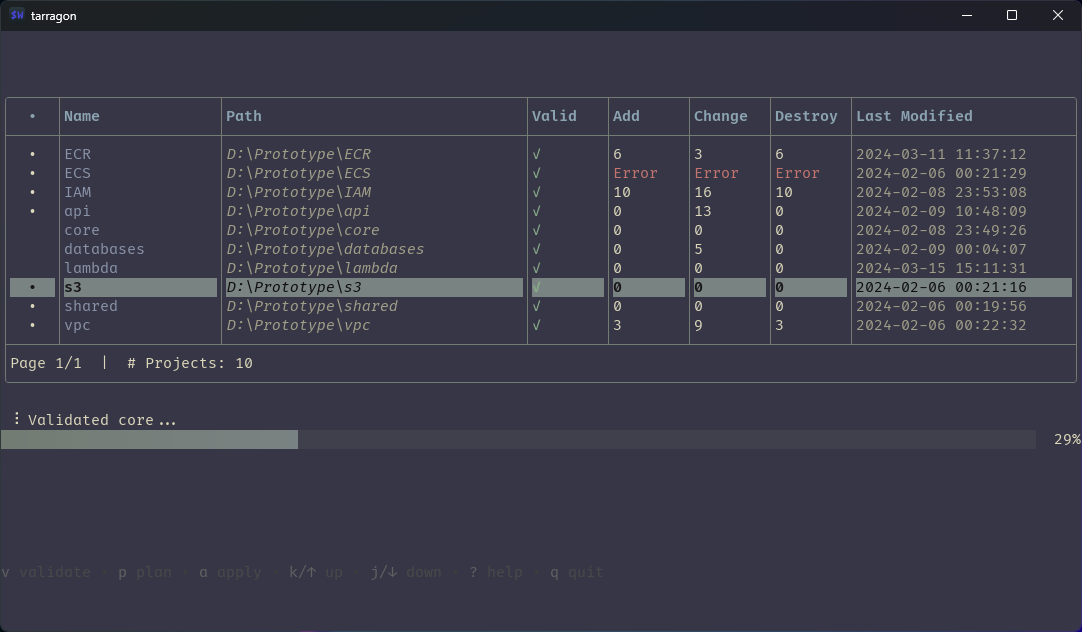 SW tarragon
• Name Path Valid Add Change Destroy Last Modified
• ECR D:\Prototype\ECR √ 6 3 6 2024-03-11 11:37:12
• ECS D:\Prototype\ECS √ Error Error Error 2024-02-06 00:21:29
• IAM D:\Prototype\IAM √ 10 16 10 2024-02-08 23:53:08
• api D:\Prototype\api √ 0 13 0 2024-02-09 10:48:09
core D:\Prototype\core √ 0 0 0 2024-02-08 23:49:26
databases D:\Prototype\databases √ 0 5 0 2024-02-09 00:04:07
lambda D:\Prototype\lambda √ 0 0 0 2024-03-15 15:11:31
• s3 D:\Prototype\s3 √ 0 0 0 2024-02-06 00:21:16
• shared D:\Prototype\shared √ 0 0 0 2024-02-06 00:19:56
• vpc D:\Prototype\vpc √ 3 9 3 2024-02-06 00:22:32
Page 1/1 | # Projects: 10
Validated core...
29%
v validate · p plan · a apply · k/↑ up · j/↓ down · ? help · q quit